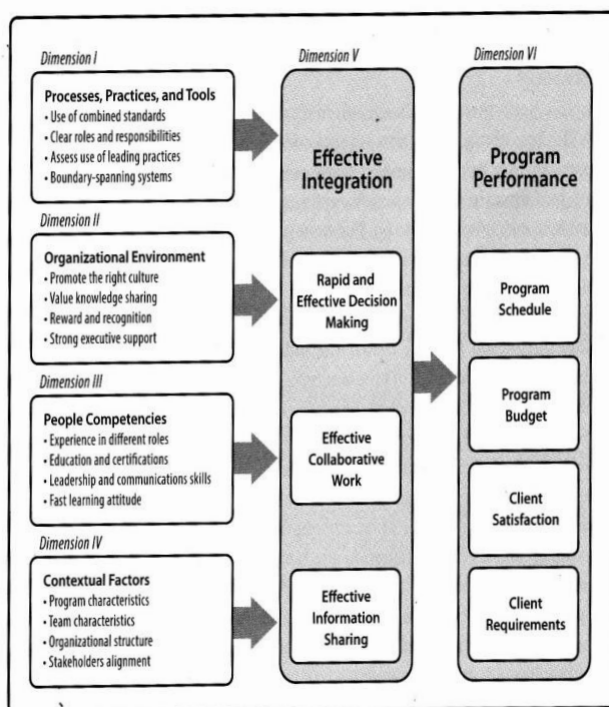 Dimension I
Processes, Practices, and Tools
• Use of combined standards
• Clear roles and responsibilities
• Assess use of leading practices
• Boundary-spanning systems
Dimension II
Organizational Environment
• Promote the right culture
• Value knowledge sharing
• Reward and recognition
• Strong executive support
Dimension III
People Competencies
• Experience in different roles
• Education and certifications
• Leadership and communications skills
• Fast learning attitude
Dimension IV
Contextual Factors
• Program characteristics
• Team characteristics
• Organizational structure
• Stakeholders alignment
Dimension V
Effective
Integration
Rapid and
Effective Decision
Making
Effective
Collaborative
Work
Effective
Information
Sharing
Dimension VI
Program
Performance
Program
Schedule
Program
Budget
Client
Satisfaction
Client
Requirements